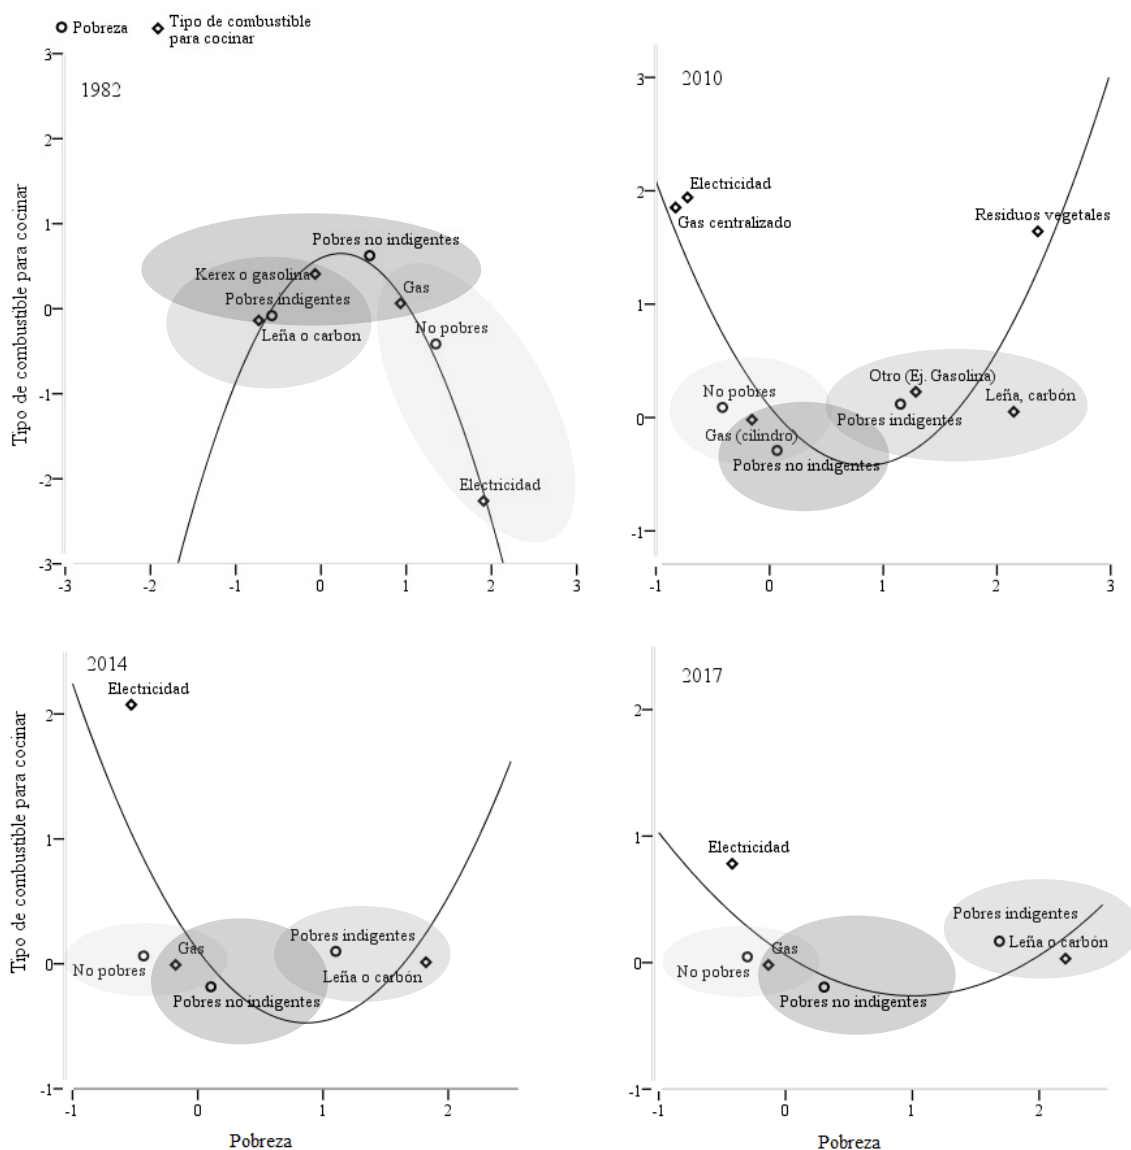 Pobreza
Tipo de combustible
para cocinar
1982
3
2
1
0
-1
-2
-3
Tipo de combustible para cocinar
Pobres no indigentes
Kerex o gasolina
Gas
Pobres indigentes
No pobres
Leña o carbon
Electricidad
-3
-2
-1
0
1
2
3
2010
3
2
1
0
-1
Electricidad
Gas centralizado
Residuos vegetales
Otro (Ej. Gasolina)
No pobres
Leña, carbón
Pobres indigentes
Gas (cilindro)
Pobres no indigentes
-1
0
1
2
3
2014
Electricidad
2
1
0
-1
Tipo de combustible para cocinar
Pobres indigentes
Gas
No pobres
Leña o carbón
Pobres no indigentes
-1
0
1
2
Pobreza
2017
2
1
0
-1
Electricidad
Pobres indigentes
Gas
Leña o carbón
No pobres
Pobres no indigentes
-1
0
1
2
Pobreza